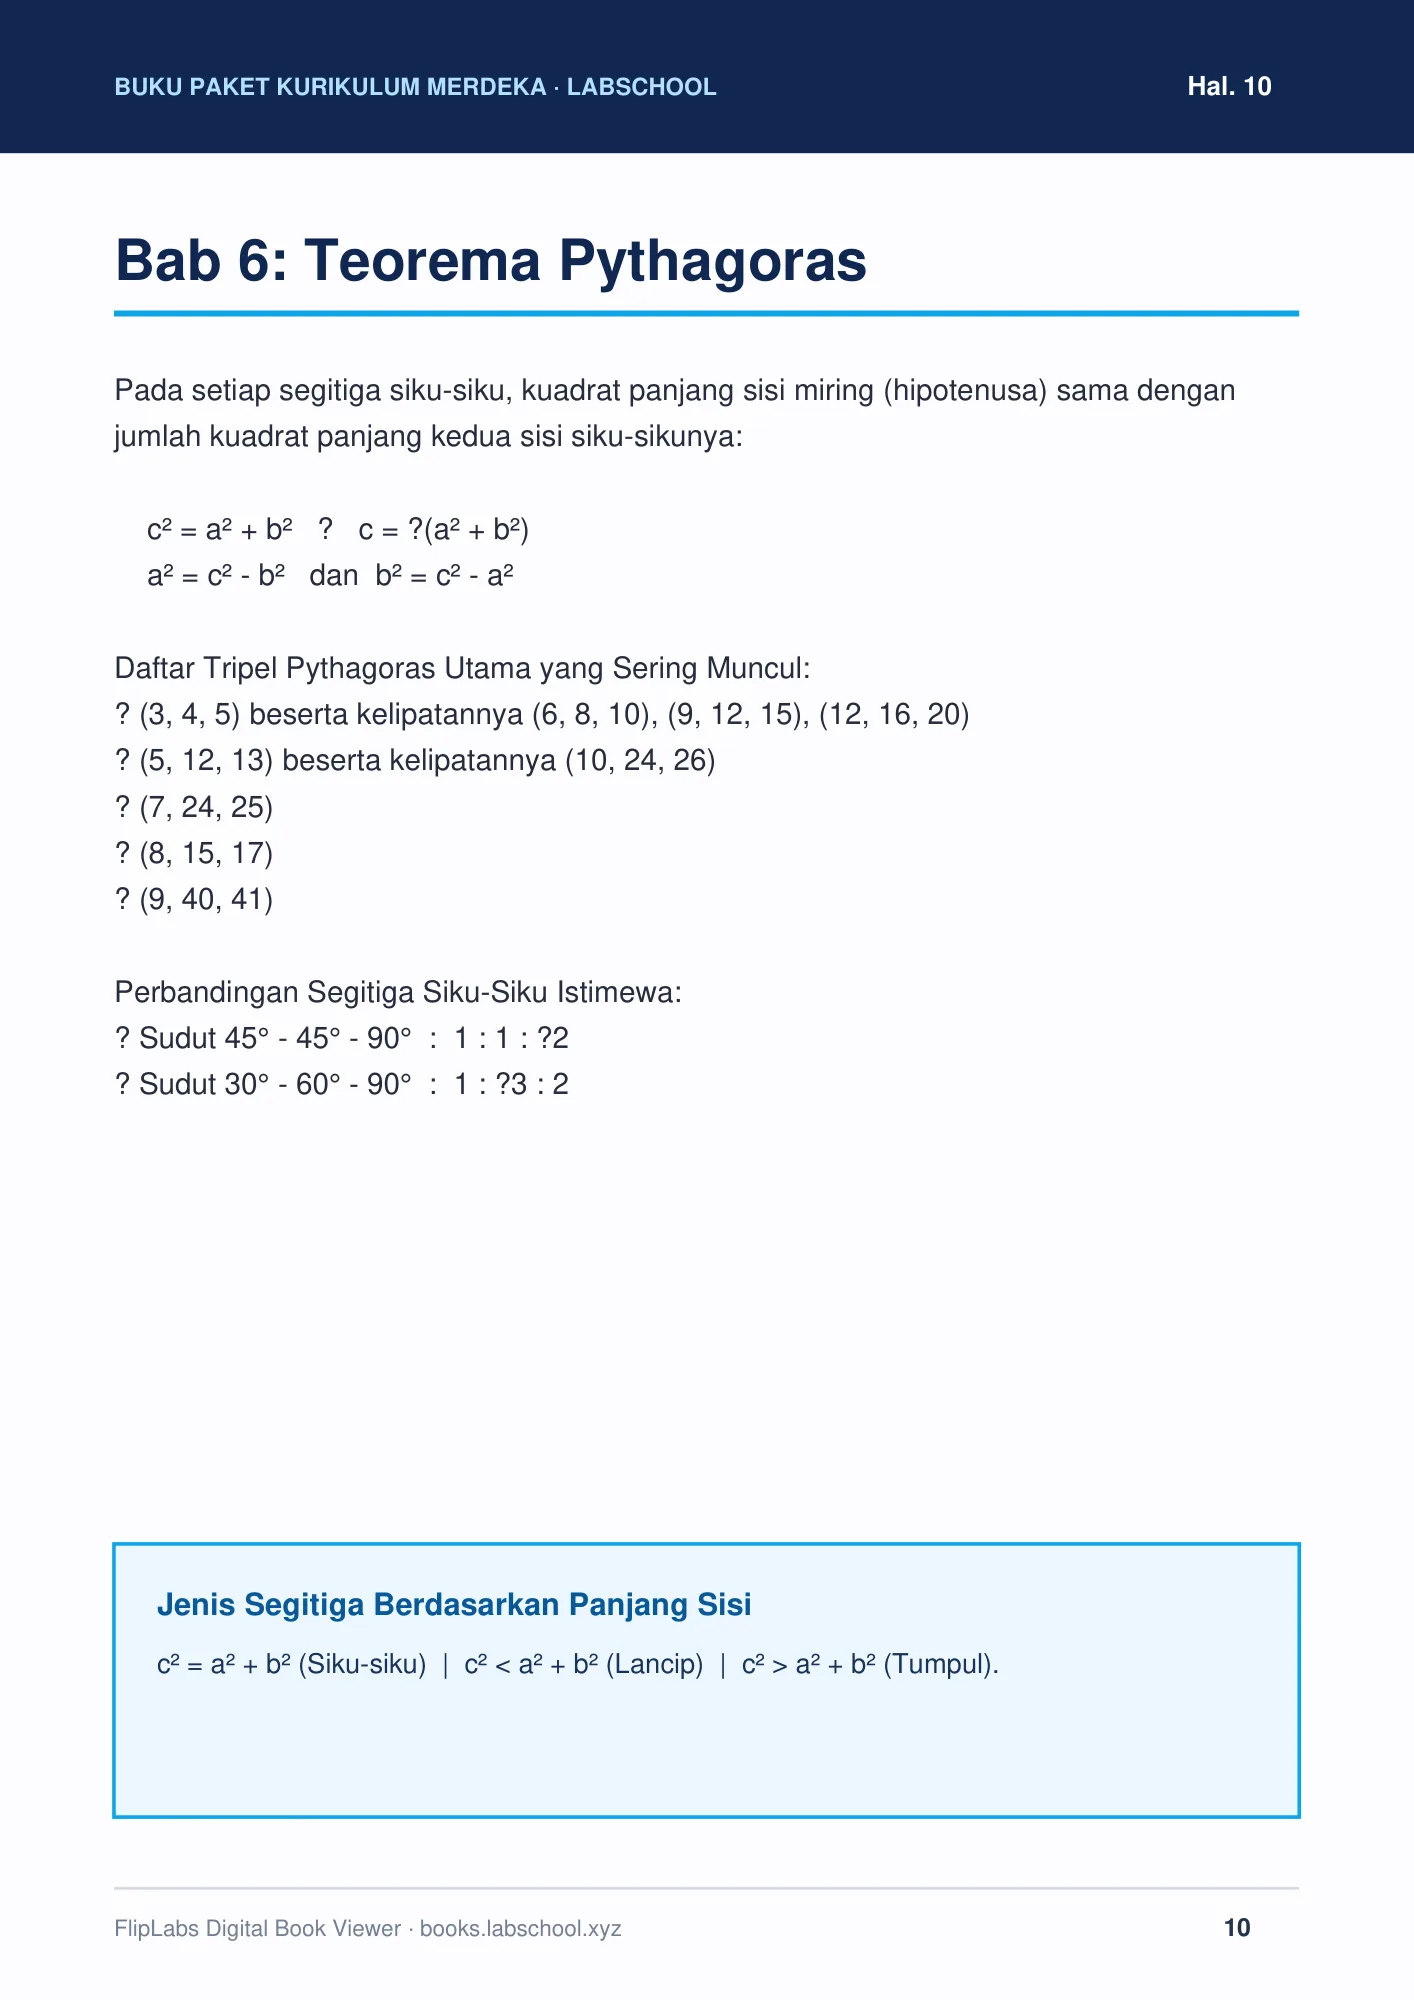 BUKU PAKET KURIKULUM MERDEKA · LABSCHOOL
Hal. 10
Bab 6: Teorema Pythagoras
Pada setiap segitiga siku-siku, kuadrat panjang sisi miring (hipotenusa) sama dengan
jumlah kuadrat panjang kedua sisi siku-sikunya:
c² = a² + b²   ?   c = ?(a² + b²)
a² = c² - b²   dan  b² = c² - a²
Daftar Tripel Pythagoras Utama yang Sering Muncul:
? (3, 4, 5) beserta kelipatannya (6, 8, 10), (9, 12, 15), (12, 16, 20)
? (5, 12, 13) beserta kelipatannya (10, 24, 26)
? (7, 24, 25)
? (8, 15, 17)
? (9, 40, 41)
Perbandingan Segitiga Siku-Siku Istimewa:
? Sudut 45° - 45° - 90°  :  1 : 1 : ?2
? Sudut 30° - 60° - 90°  :  1 : ?3 : 2
Jenis Segitiga Berdasarkan Panjang Sisi
c² = a² + b² (Siku-siku)  |  c² < a² + b² (Lancip)  |  c² > a² + b² (Tumpul).
FlipLabs Digital Book Viewer · books.labschool.xyz
10